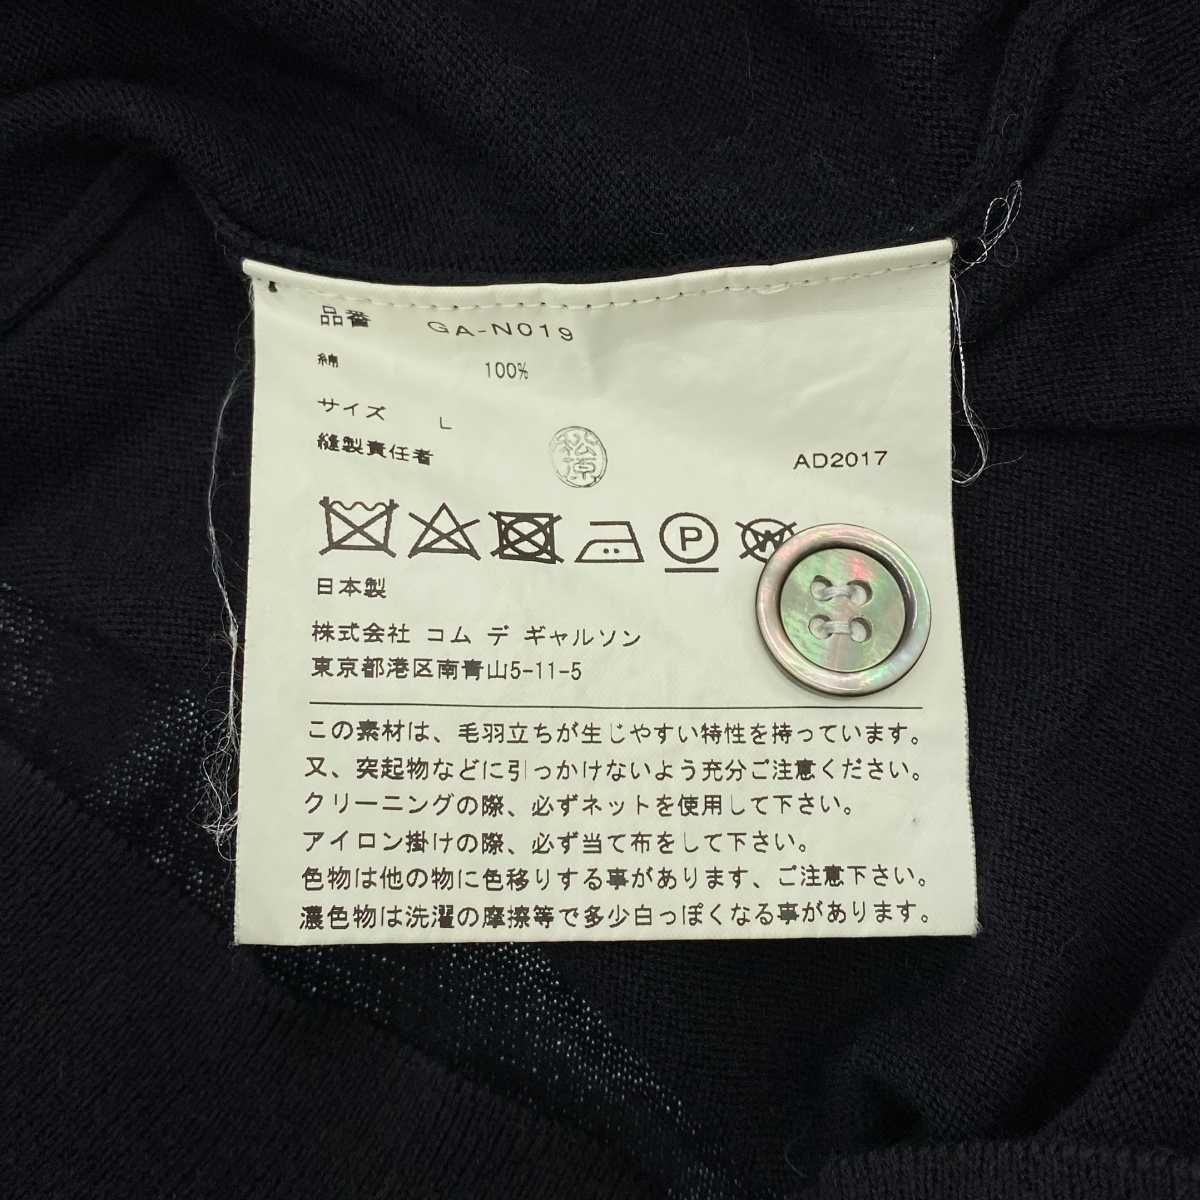 品番 GA-N019
綿 100%
サイズ L
縫製責任者 松原
AD2017
P W
日本製
株式会社 コム デ ギャルソン
東京都港区南青山5-11-5
この素材は、毛羽立ちが生じやすい特性を持っています。
又、突起物などに引っかけないよう充分ご注意ください。
クリーニングの際、必ずネットを使用して下さい。
アイロン掛けの際、必ず当て布をして下さい。
色物は他の物に色移りする事があります、ご注意下さい。
濃色物は洗濯の摩擦等で多少白っぽくなる事があります。